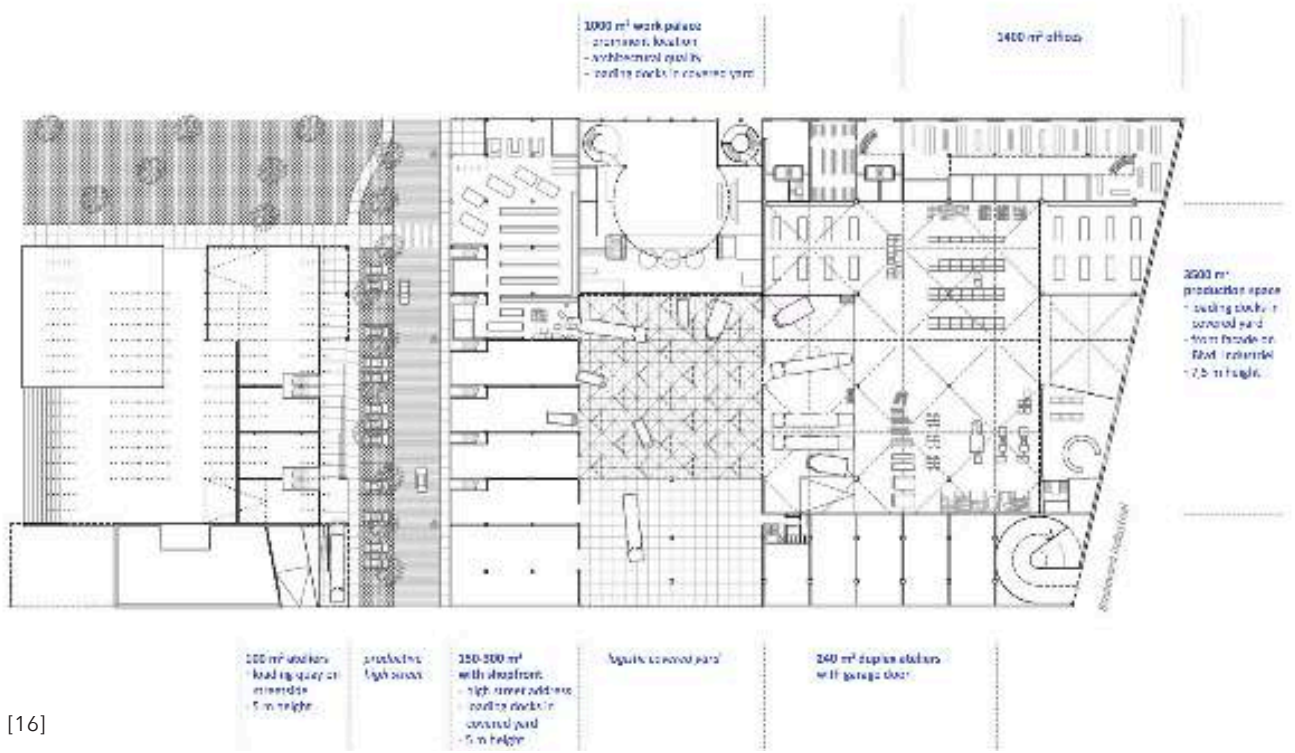 1000 m² work palace
- prominent location
- architectural quality
- loading docks in covered yard
1400 m² offices
3500 m²
production space
- loading docks in
covered yard
- front facade on
Blvd. Industriel
- 7,5 m height
Boulevard Industriel
100 m² ateliers
- loading quay on
streetside
- 5 m height
productive
high street
150-300 m²
with shopfront
- high street address
- loading docks in
covered yard
- 5 m height
logistic covered yard
240 m² duplex ateliers
with garage door
[16]